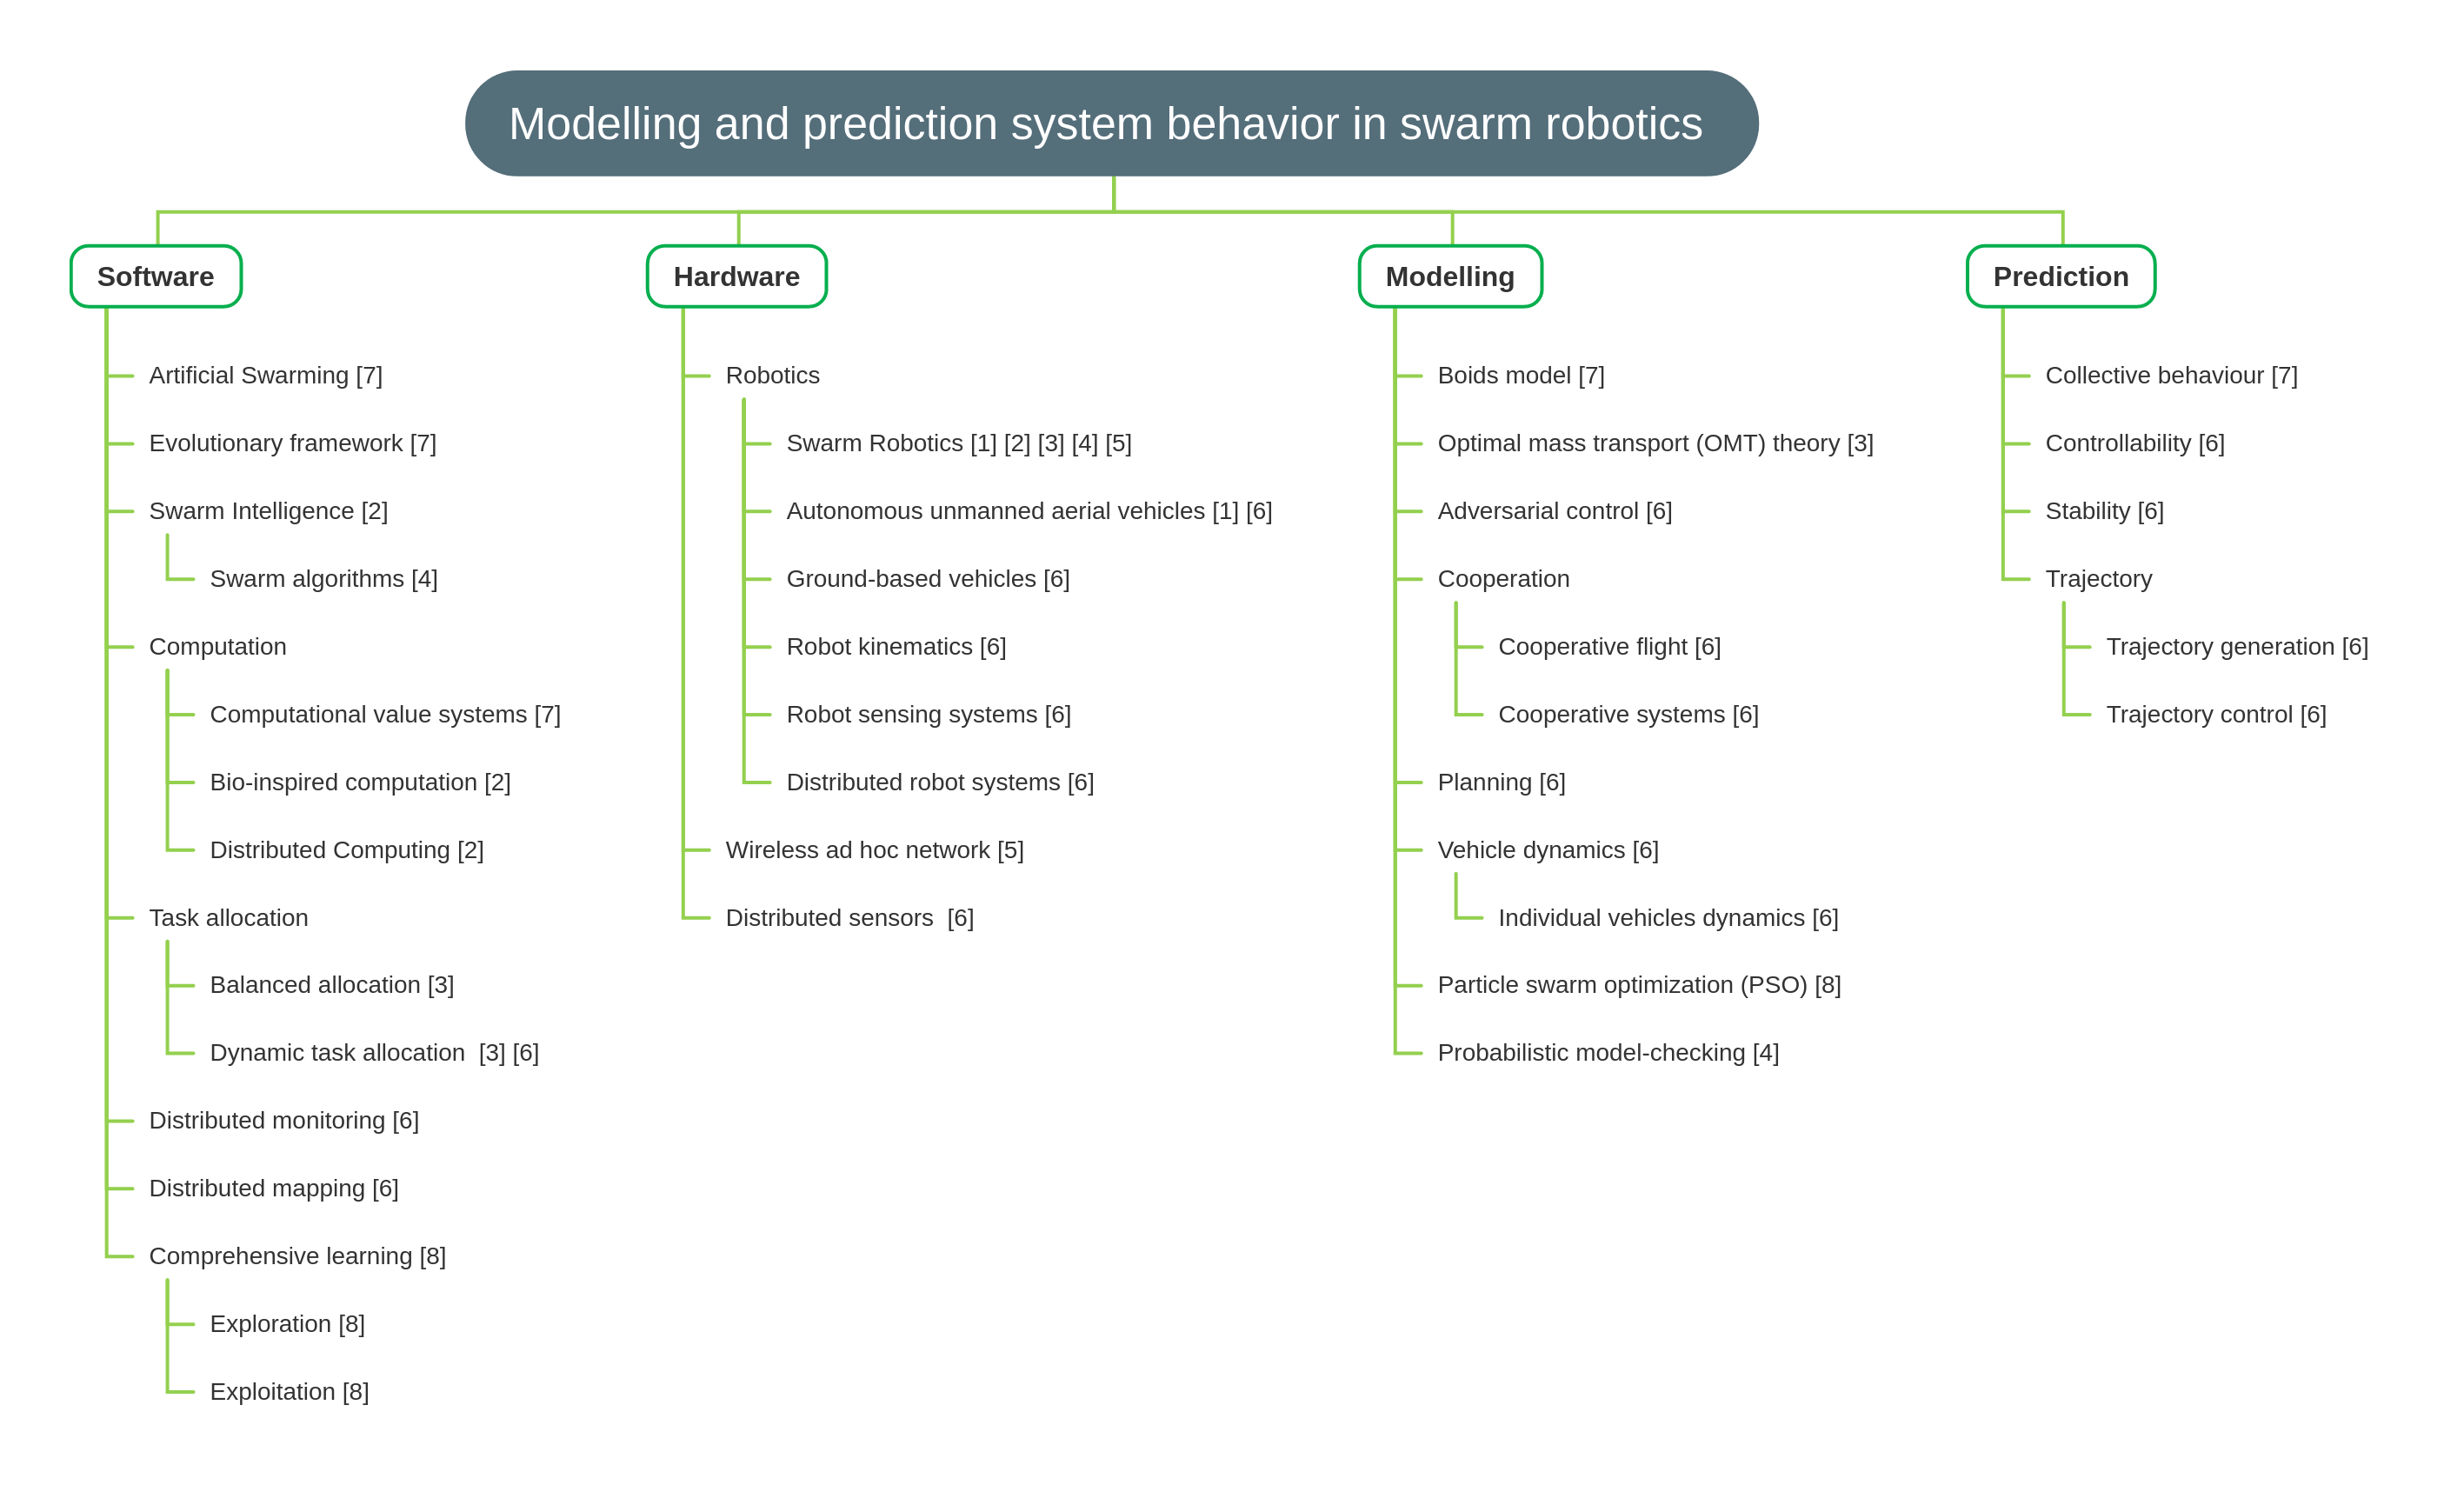 Modelling and prediction system behavior in swarm robotics
Software
Artificial Swarming [7]
Evolutionary framework [7]
Swarm Intelligence [2]
Swarm algorithms [4]
Computation
Computational value systems [7]
Bio-inspired computation [2]
Distributed Computing [2]
Task allocation
Balanced allocation [3]
Dynamic task allocation  [3] [6]
Distributed monitoring [6]
Distributed mapping [6]
Comprehensive learning [8]
Exploration [8]
Exploitation [8]
Hardware
Robotics
Swarm Robotics [1] [2] [3] [4] [5]
Autonomous unmanned aerial vehicles [1] [6]
Ground-based vehicles [6]
Robot kinematics [6]
Robot sensing systems [6]
Distributed robot systems [6]
Wireless ad hoc network [5]
Distributed sensors  [6]
Modelling
Boids model [7]
Optimal mass transport (OMT) theory [3]
Adversarial control [6]
Cooperation
Cooperative flight [6]
Cooperative systems [6]
Planning [6]
Vehicle dynamics [6]
Individual vehicles dynamics [6]
Particle swarm optimization (PSO) [8]
Probabilistic model-checking [4]
Prediction
Collective behaviour [7]
Controllability [6]
Stability [6]
Trajectory
Trajectory generation [6]
Trajectory control [6]